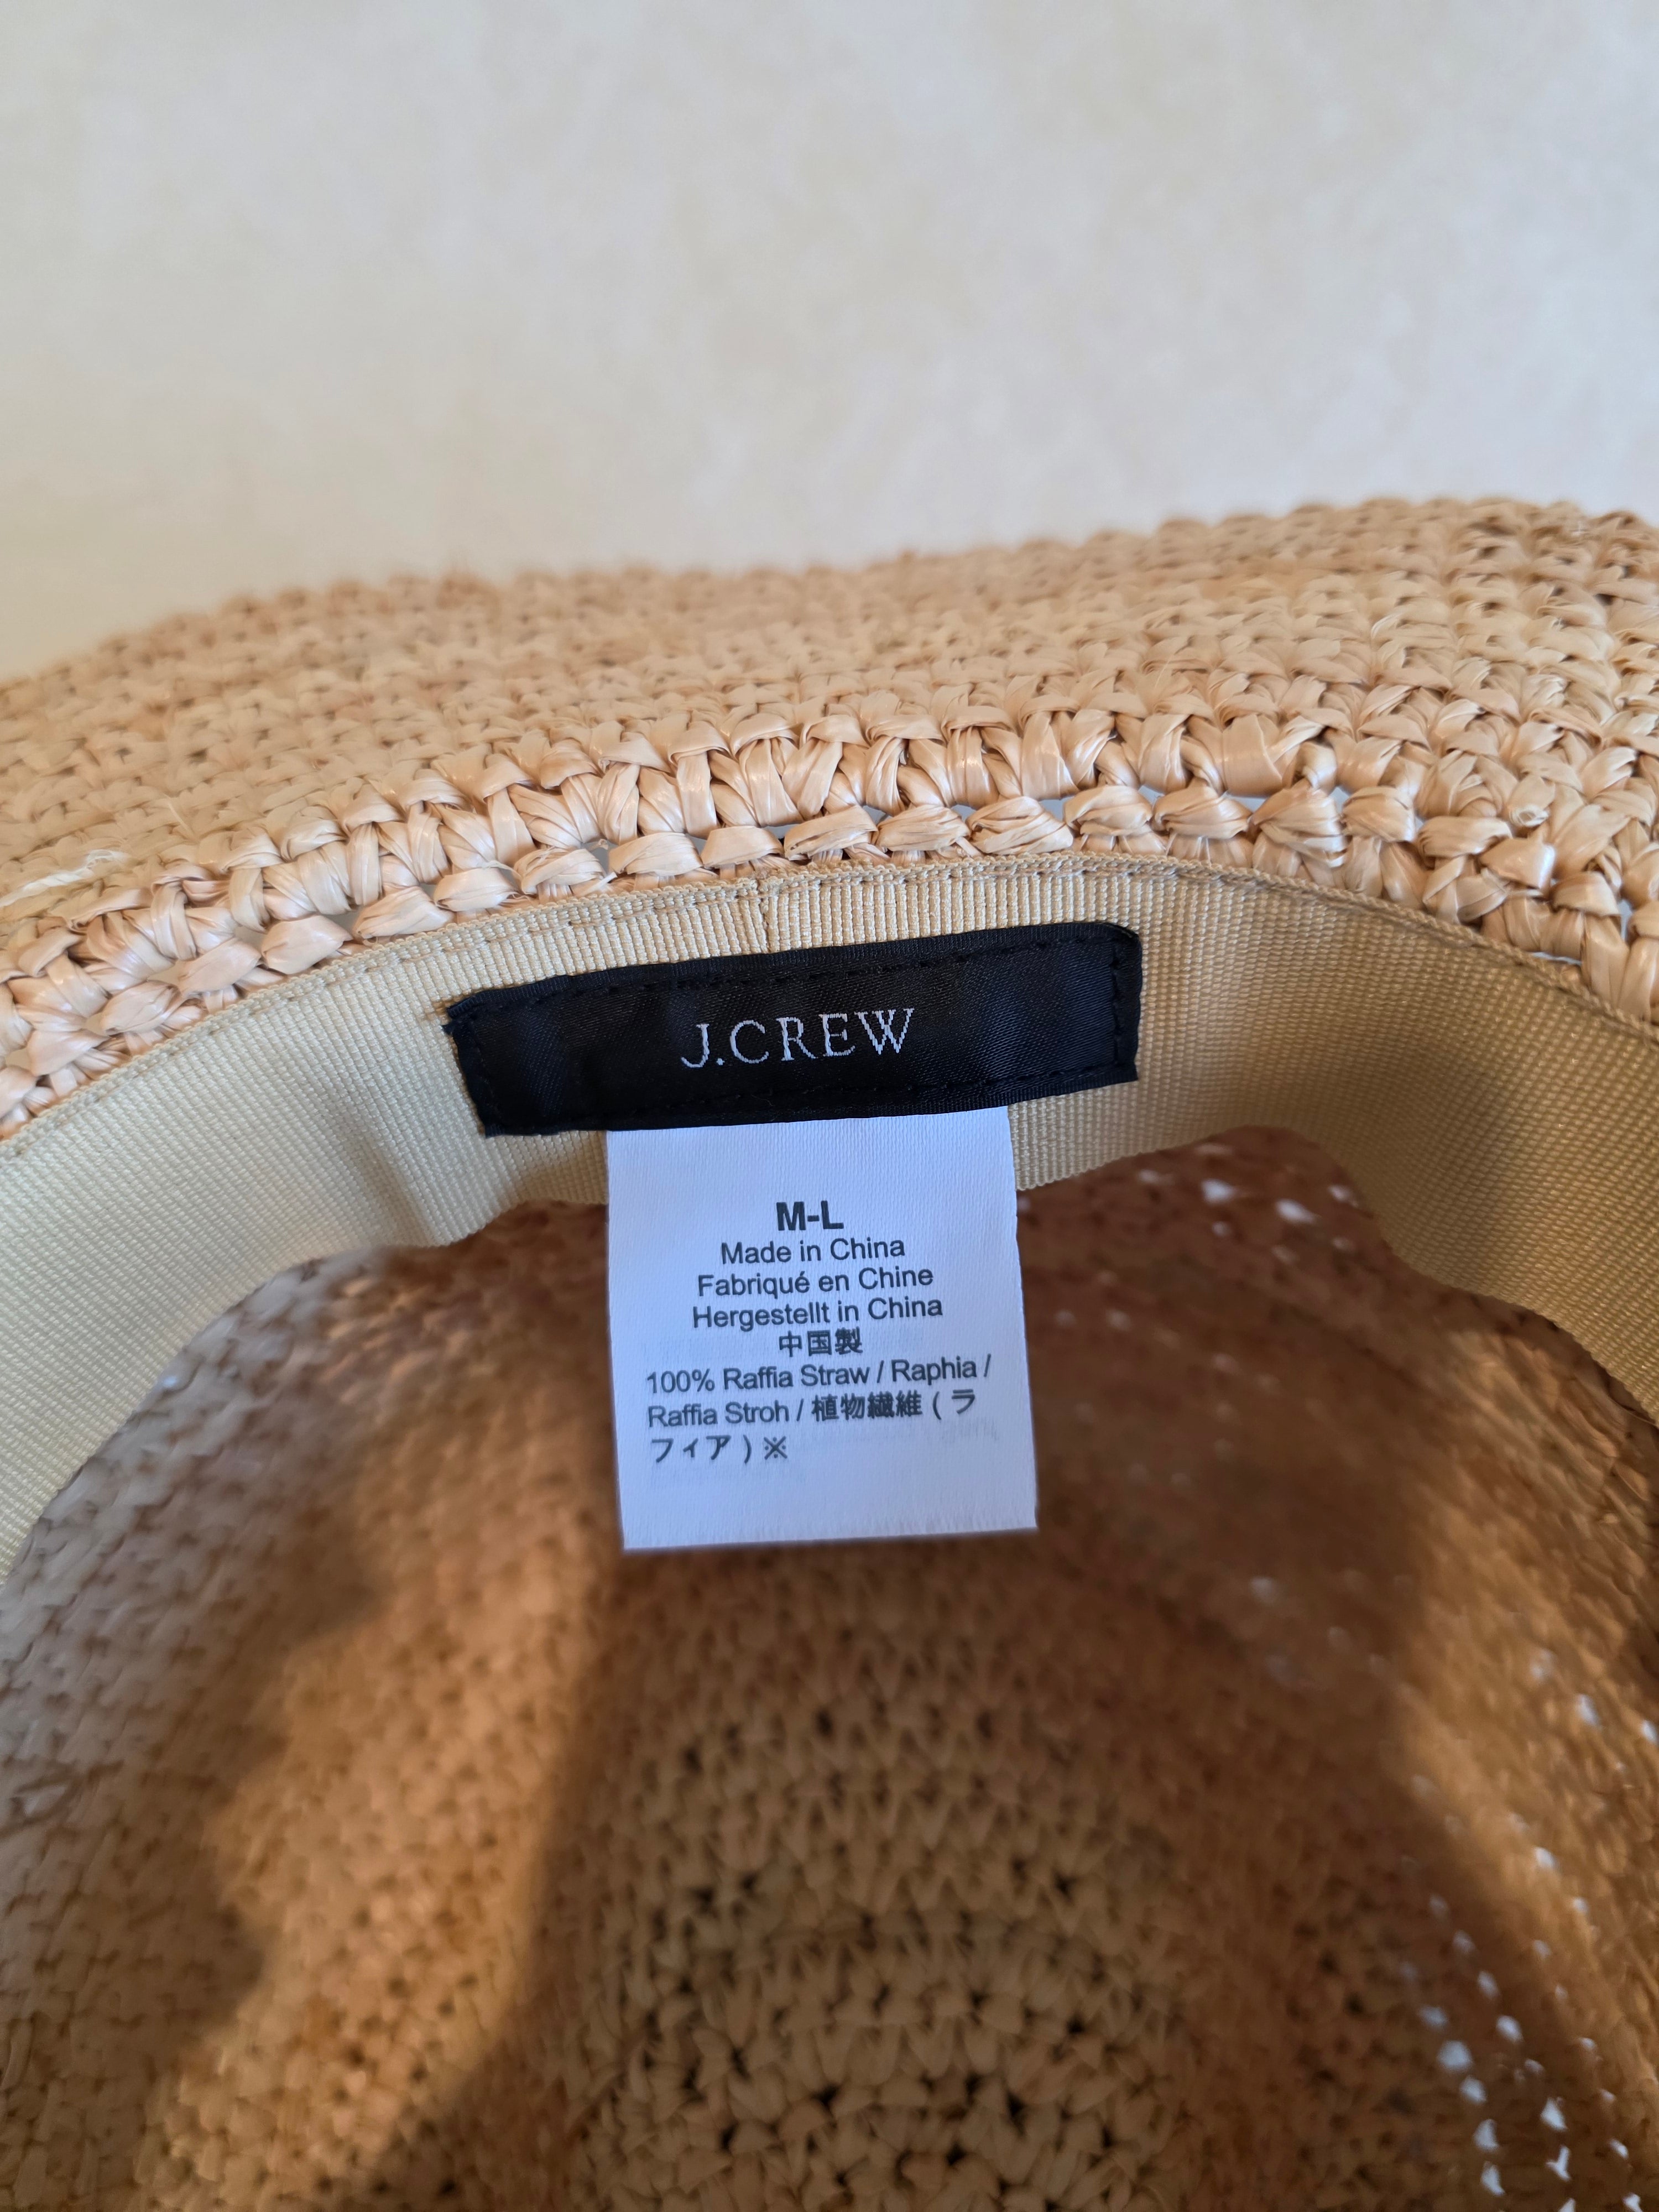 J.CREW
M-L
Made in China
Fabriqué en Chine
Hergestellt in China
中国製
100% Raffia Straw / Raphia /
Raffia Stroh / 植物繊維 ( ラ
フィア ) ※